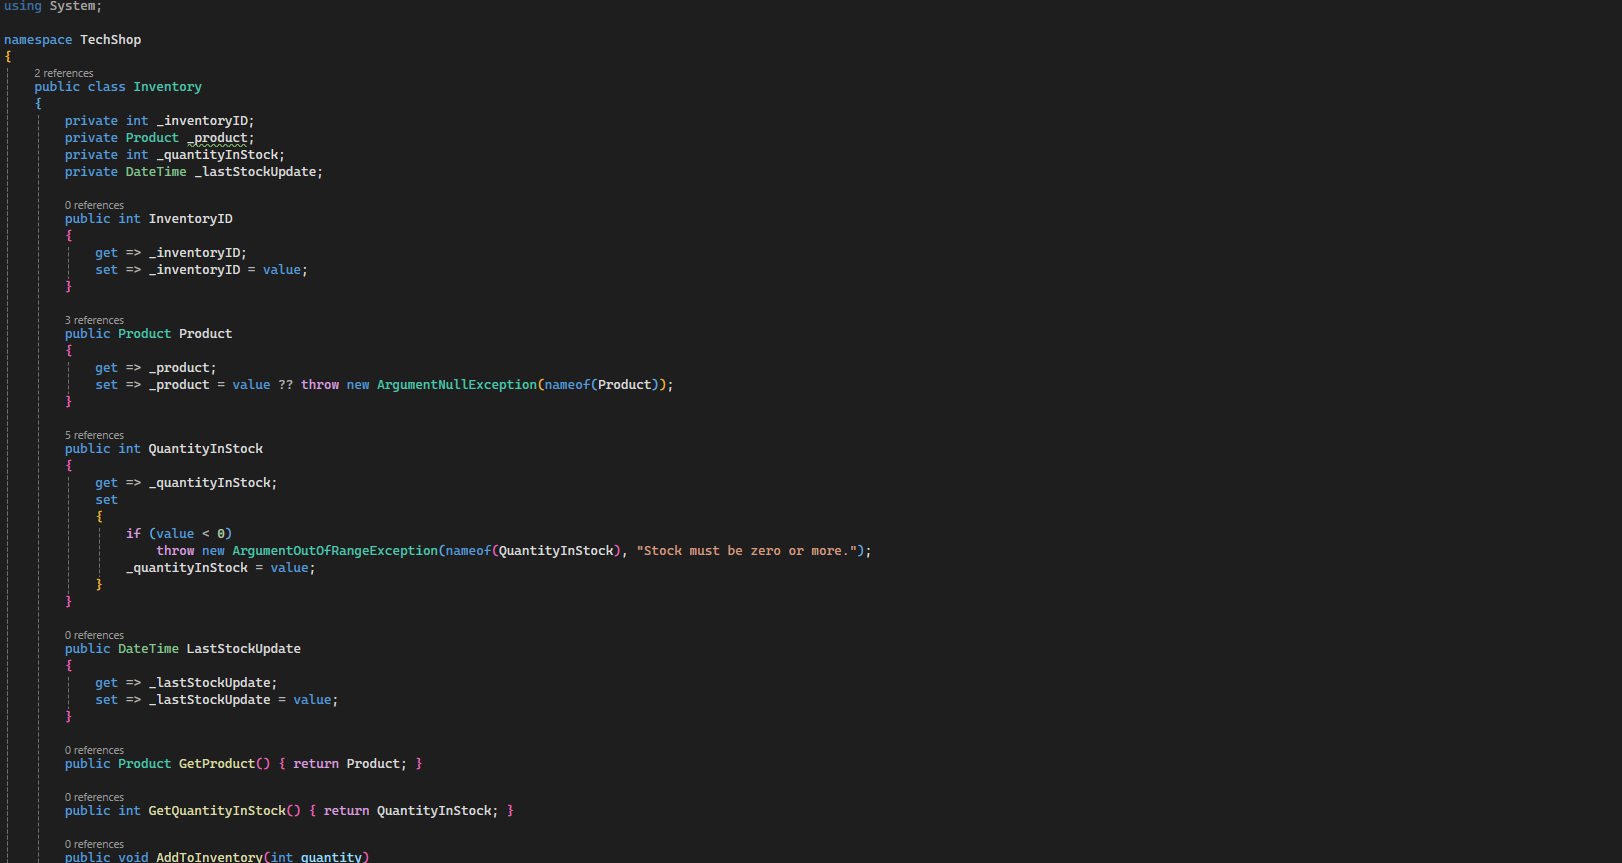 using System;
namespace TechShop
{
2 references
public class Inventory
{
private int _inventoryID;
private Product _product;
private int _quantityInStock;
private DateTime _lastStockUpdate;
0 references
public int InventoryID
{
get => _inventoryID;
set => _inventoryID = value;
}
3 references
public Product Product
{
get => _product;
set => _product = value ?? throw new ArgumentNullException(nameof(Product));
}
5 references
public int QuantityInStock
{
get => _quantityInStock;
set
{
if (value < 0)
throw new ArgumentOutOfRangeException(nameof(QuantityInStock), "Stock must be zero or more.");
_quantityInStock = value;
}
}
0 references
public DateTime LastStockUpdate
{
get => _lastStockUpdate;
set => _lastStockUpdate = value;
}
0 references
public Product GetProduct() { return Product; }
0 references
public int GetQuantityInStock() { return QuantityInStock; }
0 references
public void AddToInventory(int quantity)